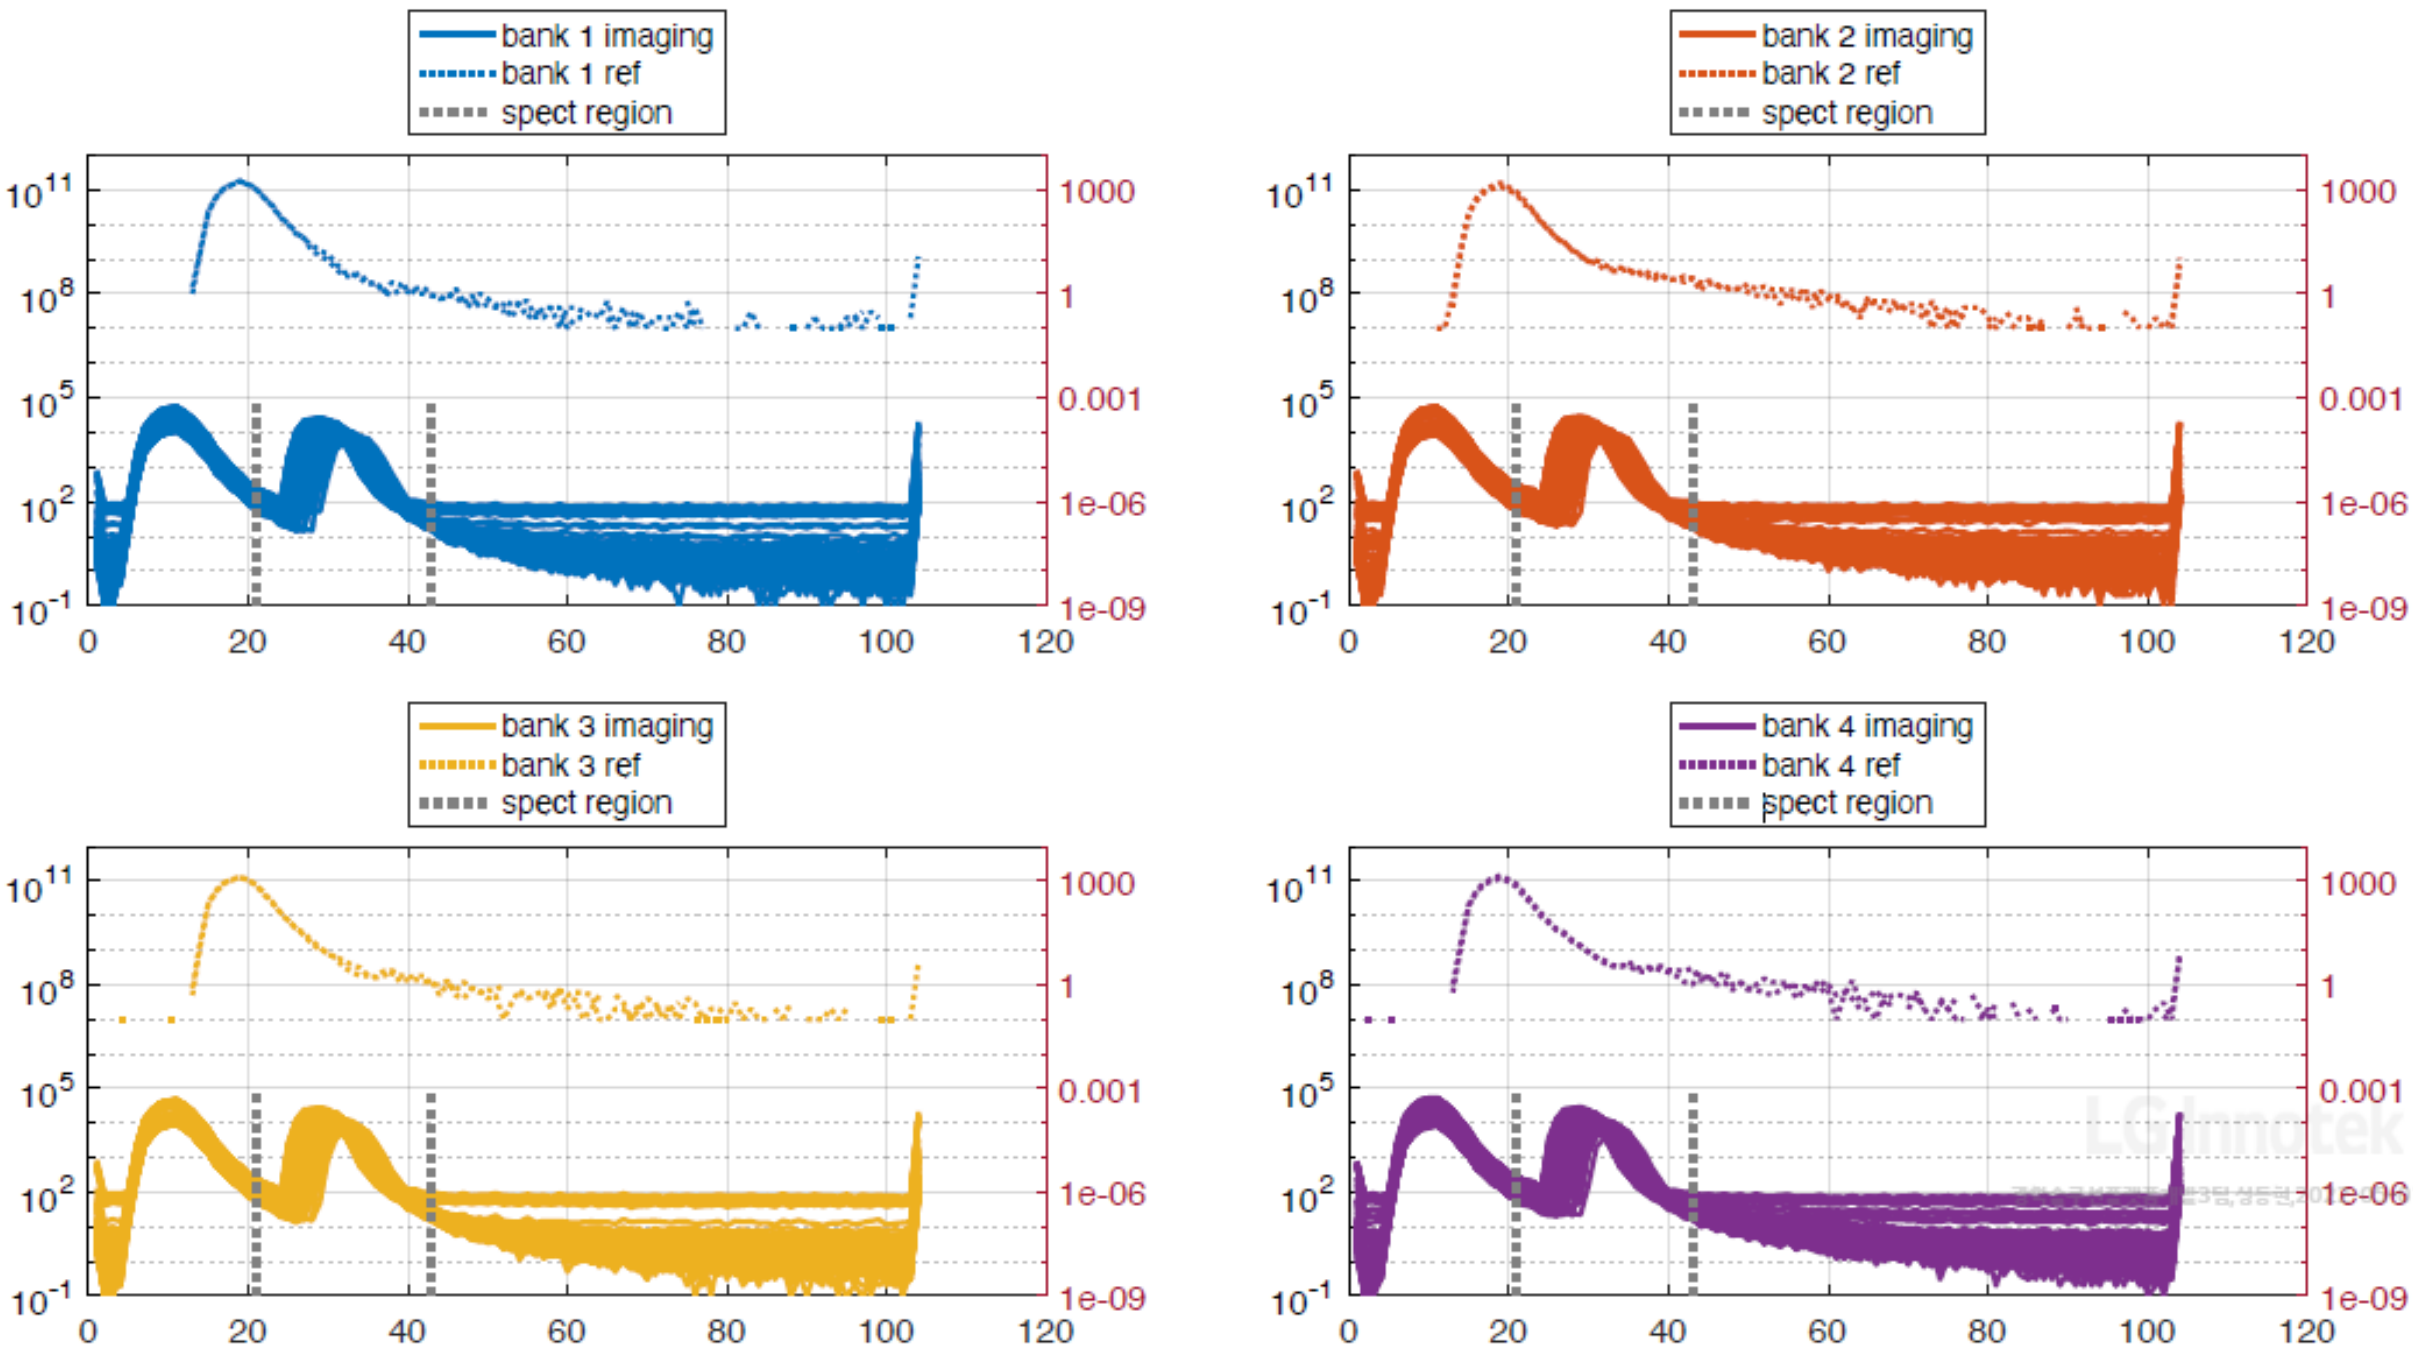 bank 1 imaging
bank 1 ref
spect region
bank 2 imaging
bank 2 ref
spect region
10^11
10^8
10^5
10^2
10^-1
1000
1
0.001
1e-06
1e-09
0 20 40 60 80 100 120
10^11
10^8
10^5
10^2
10^-1
1000
1
0.001
1e-06
1e-09
0 20 40 60 80 100 120
bank 3 imaging
bank 3 ref
spect region
bank 4 imaging
bank 4 ref
spect region
10^11
10^8
10^5
10^2
10^-1
1000
1
0.001
1e-06
1e-09
0 20 40 60 80 100 120
10^11
10^8
10^5
10^2
10^-1
1000
1
0.001
1e-06
1e-09
0 20 40 60 80 100 120
LG Innotek